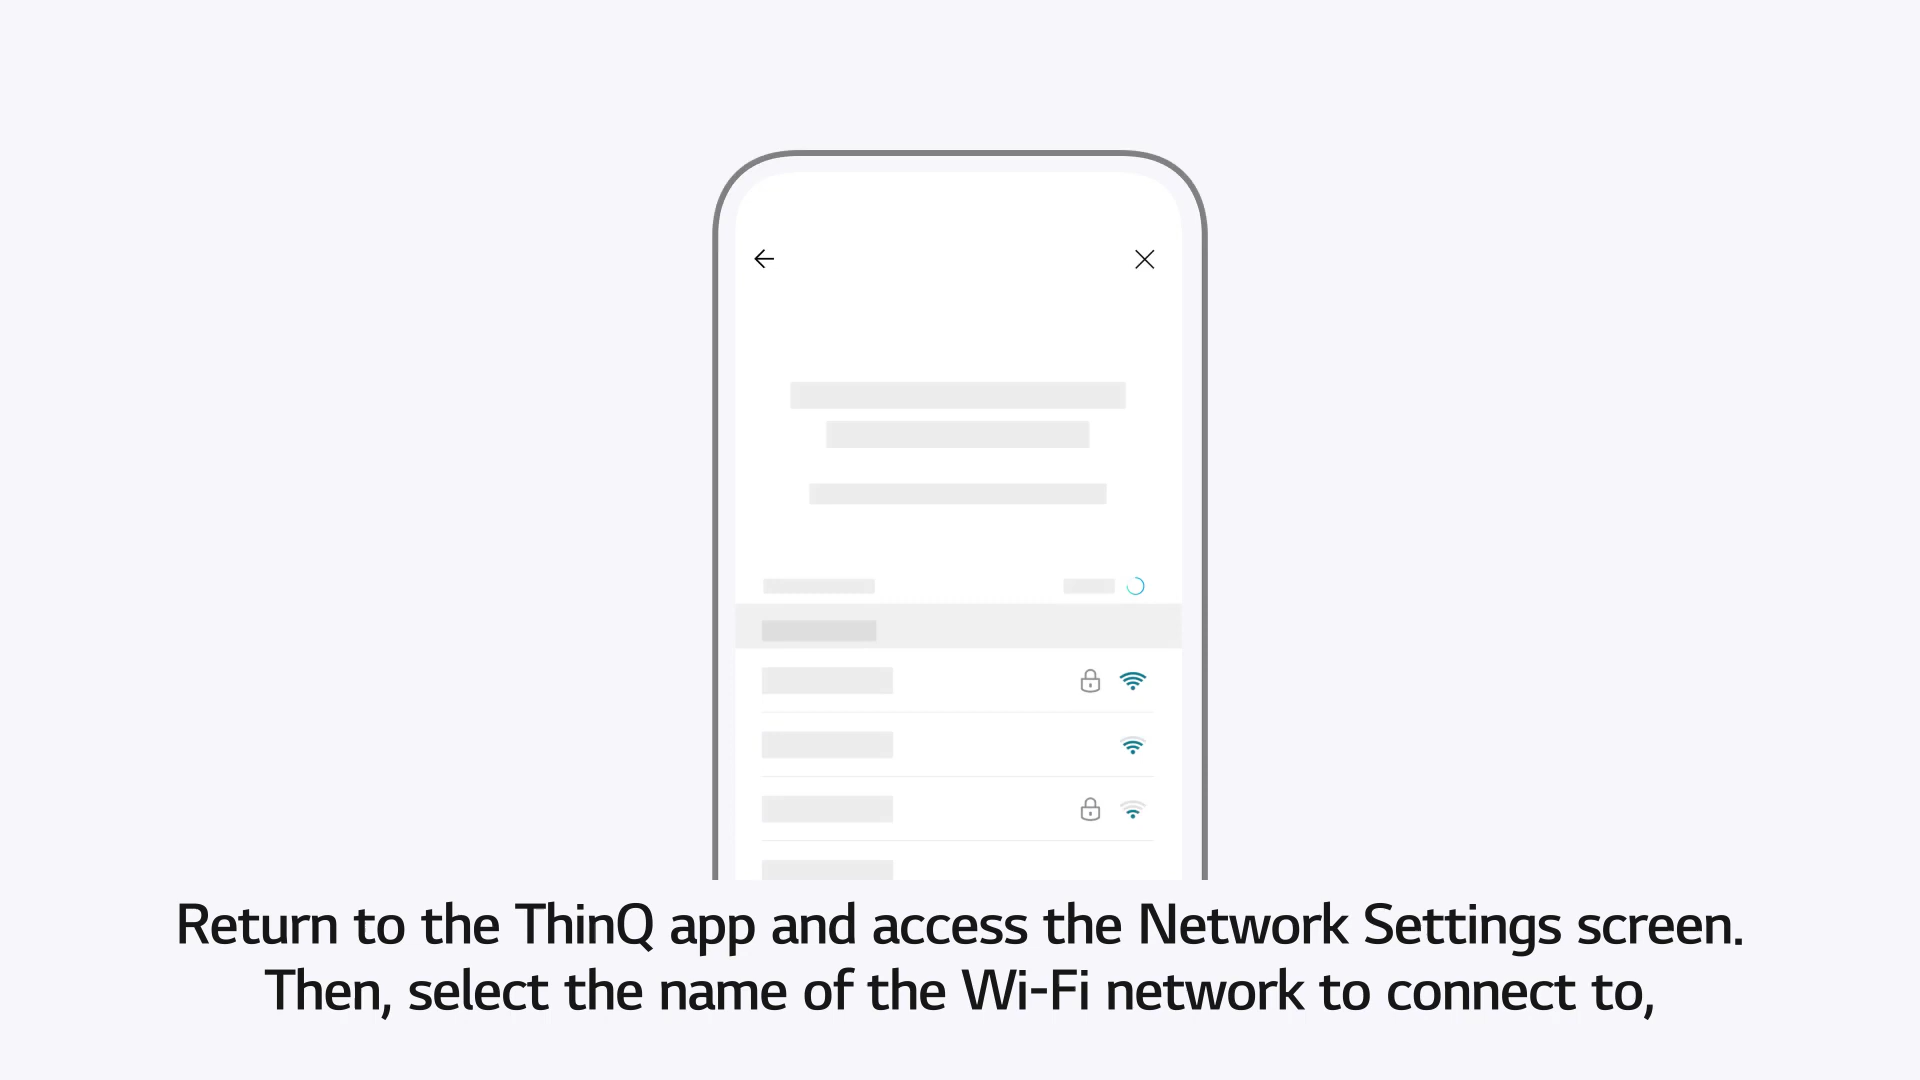 Return to the ThinQ app and access the Network Settings screen.
Then, select the name of the Wi-Fi network to connect to,